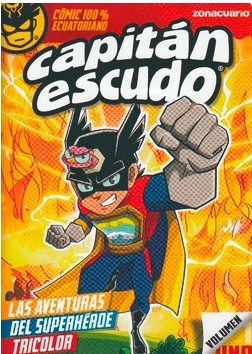 CÓMIC 100 %
ECUATORIANO
zonacuario
capitán
escudo®
LAS AVENTURAS
DEL SUPERHÉROE
TRICOLOR
VOLUMEN
UNO